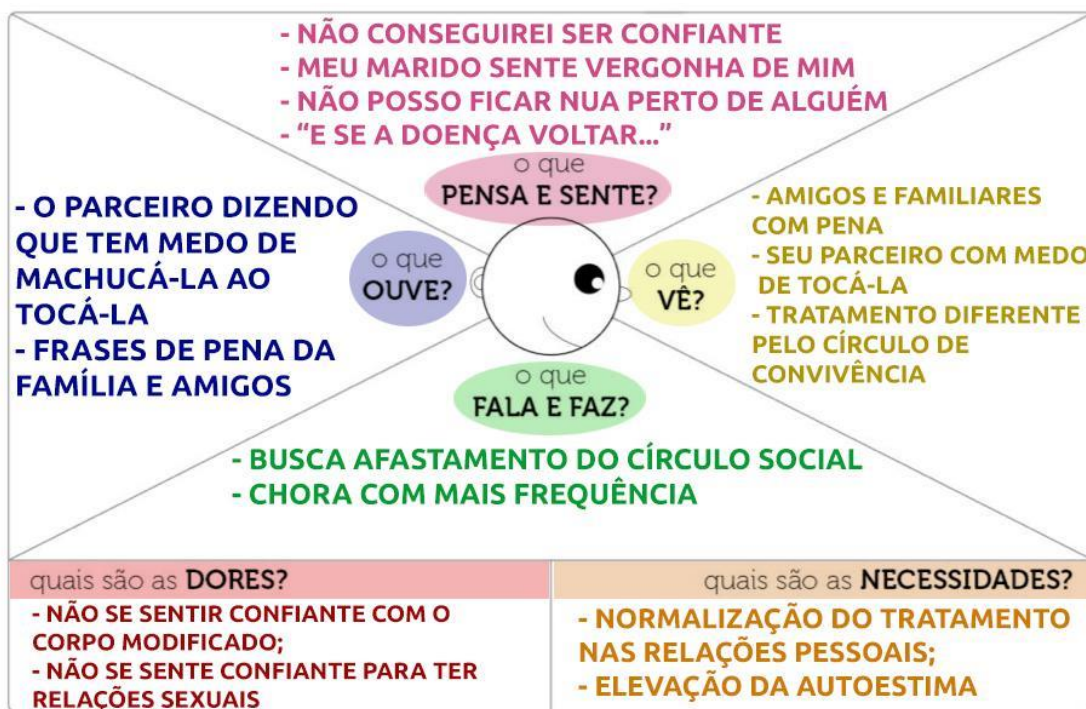 - NÃO CONSEGUIREI SER CONFIANTE
- MEU MARIDO SENTE VERGONHA DE MIM
- NÃO POSSO FICAR NUA PERTO DE ALGUÉM
- “E SE A DOENÇA VOLTAR...”
o que
PENSA E SENTE?
- O PARCEIRO DIZENDO
QUE TEM MEDO DE
MACHUCÁ-LA AO
TOCÁ-LA
- FRASES DE PENA DA
FAMÍLIA E AMIGOS
o que
OUVE?
o que
VÊ?
- AMIGOS E FAMILIARES
COM PENA
- SEU PARCEIRO COM MEDO
DE TOCÁ-LA
- TRATAMENTO DIFERENTE
PELO CÍRCULO DE
CONVIVÊNCIA
o que
FALA E FAZ?
- BUSCA AFASTAMENTO DO CÍRCULO SOCIAL
- CHORA COM MAIS FREQUÊNCIA
quais são as DORES?
- NÃO SE SENTIR CONFIANTE COM O
CORPO MODIFICADO;
- NÃO SE SENTE CONFIANTE PARA TER
RELAÇÕES SEXUAIS
quais são as NECESSIDADES?
- NORMALIZAÇÃO DO TRATAMENTO
NAS RELAÇÕES PESSOAIS;
- ELEVAÇÃO DA AUTOESTIMA